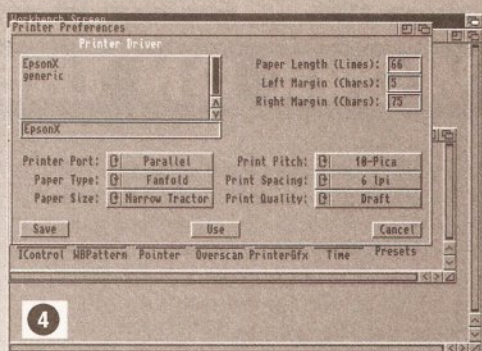 Workbench Screen
Printer Preferences
Printer Driver
EpsonX
generic
EpsonX
Paper Length (Lines): 66
Left Margin (Chars): 5
Right Margin (Chars): 75
Printer Port: Parallel
Print Pitch: 10-Pica
Paper Type: Fanfold
Print Spacing: 6 lpi
Paper Size: Narrow Tractor
Print Quality: Draft
Save
Use
Cancel
IControl WBPattern Pointer Overscan PrinterGfx Time Presets
4